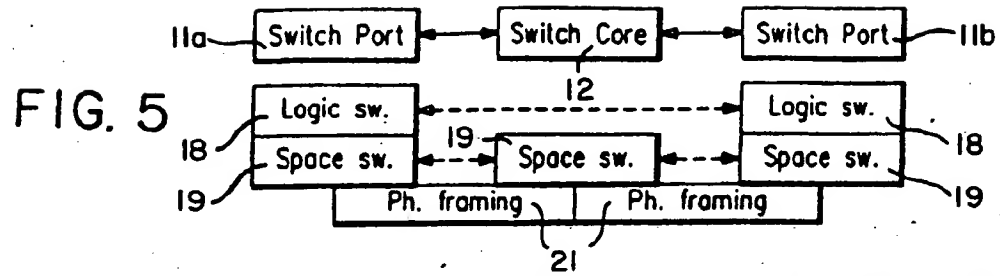 11a Switch Port Switch Core Switch Port 11b
12
FIG. 5
Logic sw. Logic sw.
18 19 18
Space sw. Space sw. Space sw.
19 19
Ph. framing Ph. framing
21